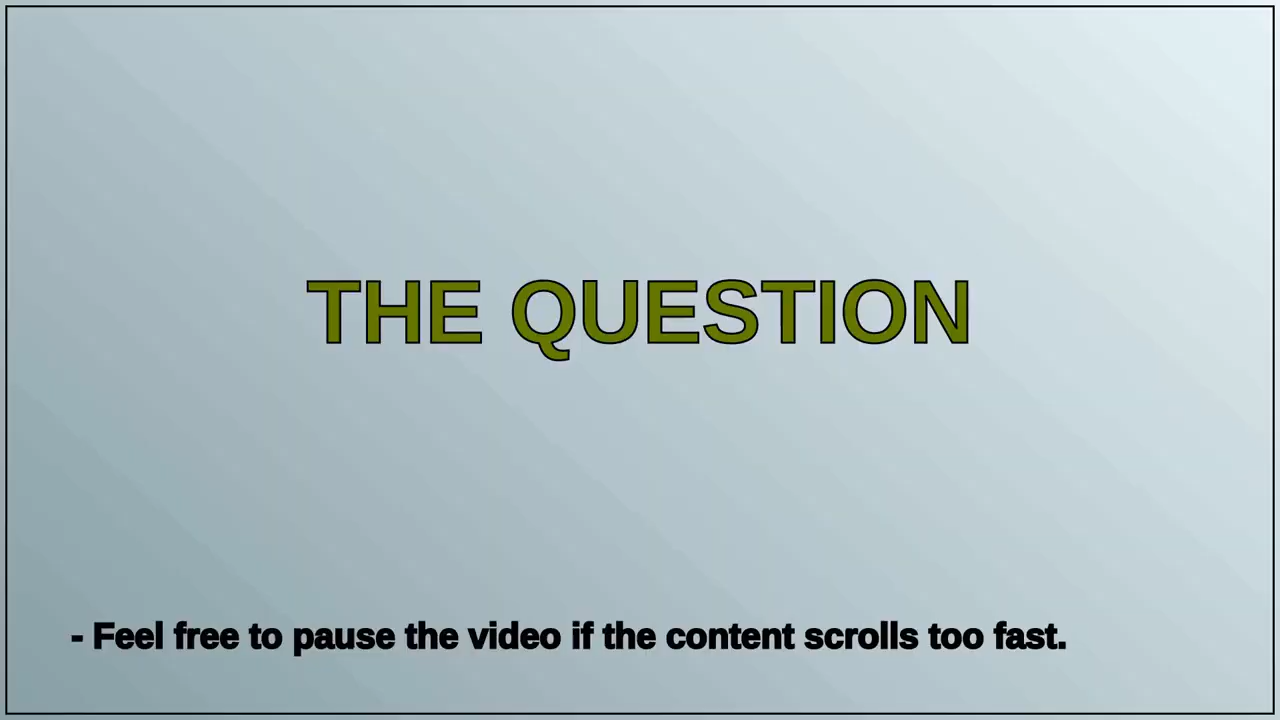 THE QUESTION
- Feel free to pause the video if the content scrolls too fast.